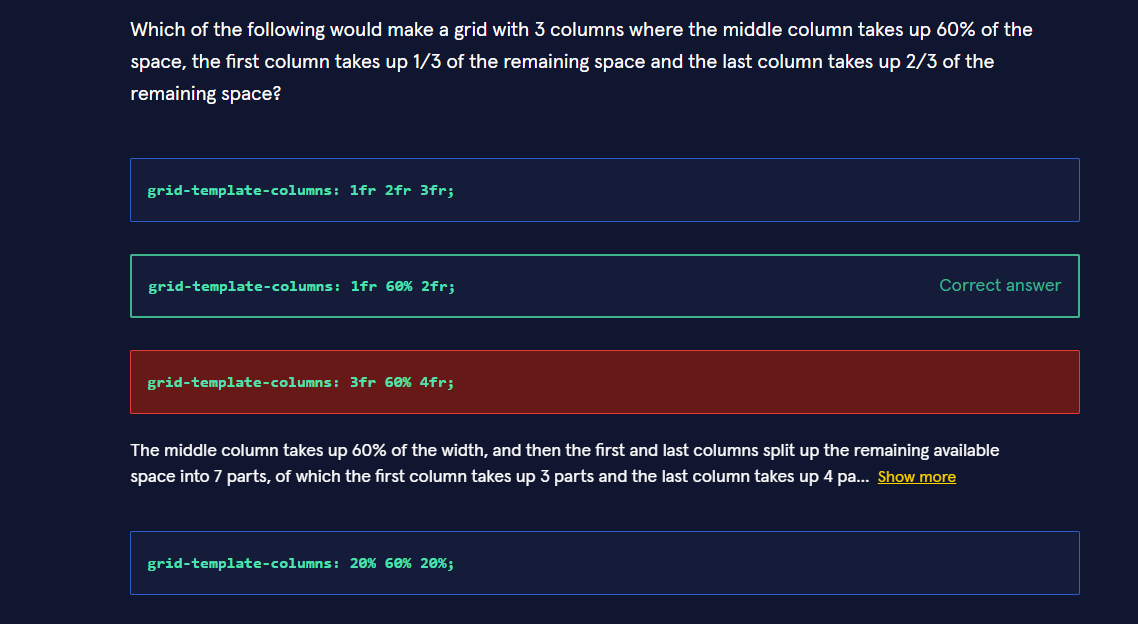 Which of the following would make a grid with 3 columns where the middle column takes up 60% of the
space, the first column takes up 1/3 of the remaining space and the last column takes up 2/3 of the
remaining space?
grid-template-columns: 1fr 2fr 3fr;
grid-template-columns: 1fr 60% 2fr;
Correct answer
grid-template-columns: 3fr 60% 4fr;
The middle column takes up 60% of the width, and then the first and last columns split up the remaining available
space into 7 parts, of which the first column takes up 3 parts and the last column takes up 4 pa... Show more
grid-template-columns: 20% 60% 20%;